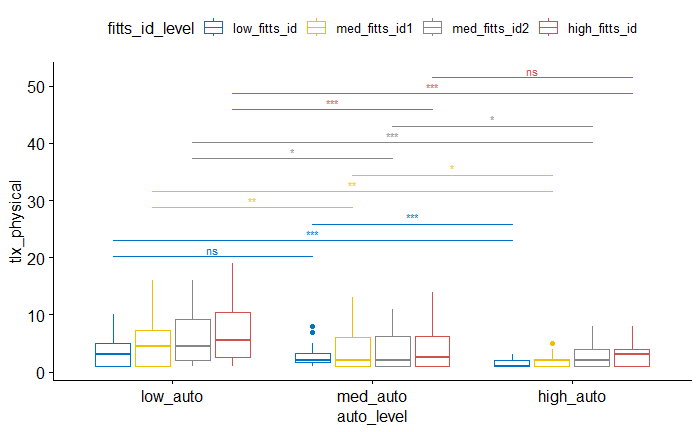 fitts_id_level low_fitts_id med_fitts_id1 med_fitts_id2 high_fitts_id
ns
***
***
*
***
*
*
**
**
***
***
ns
tlx_physical
50
40
30
20
10
0
low_auto med_auto high_auto
auto_level